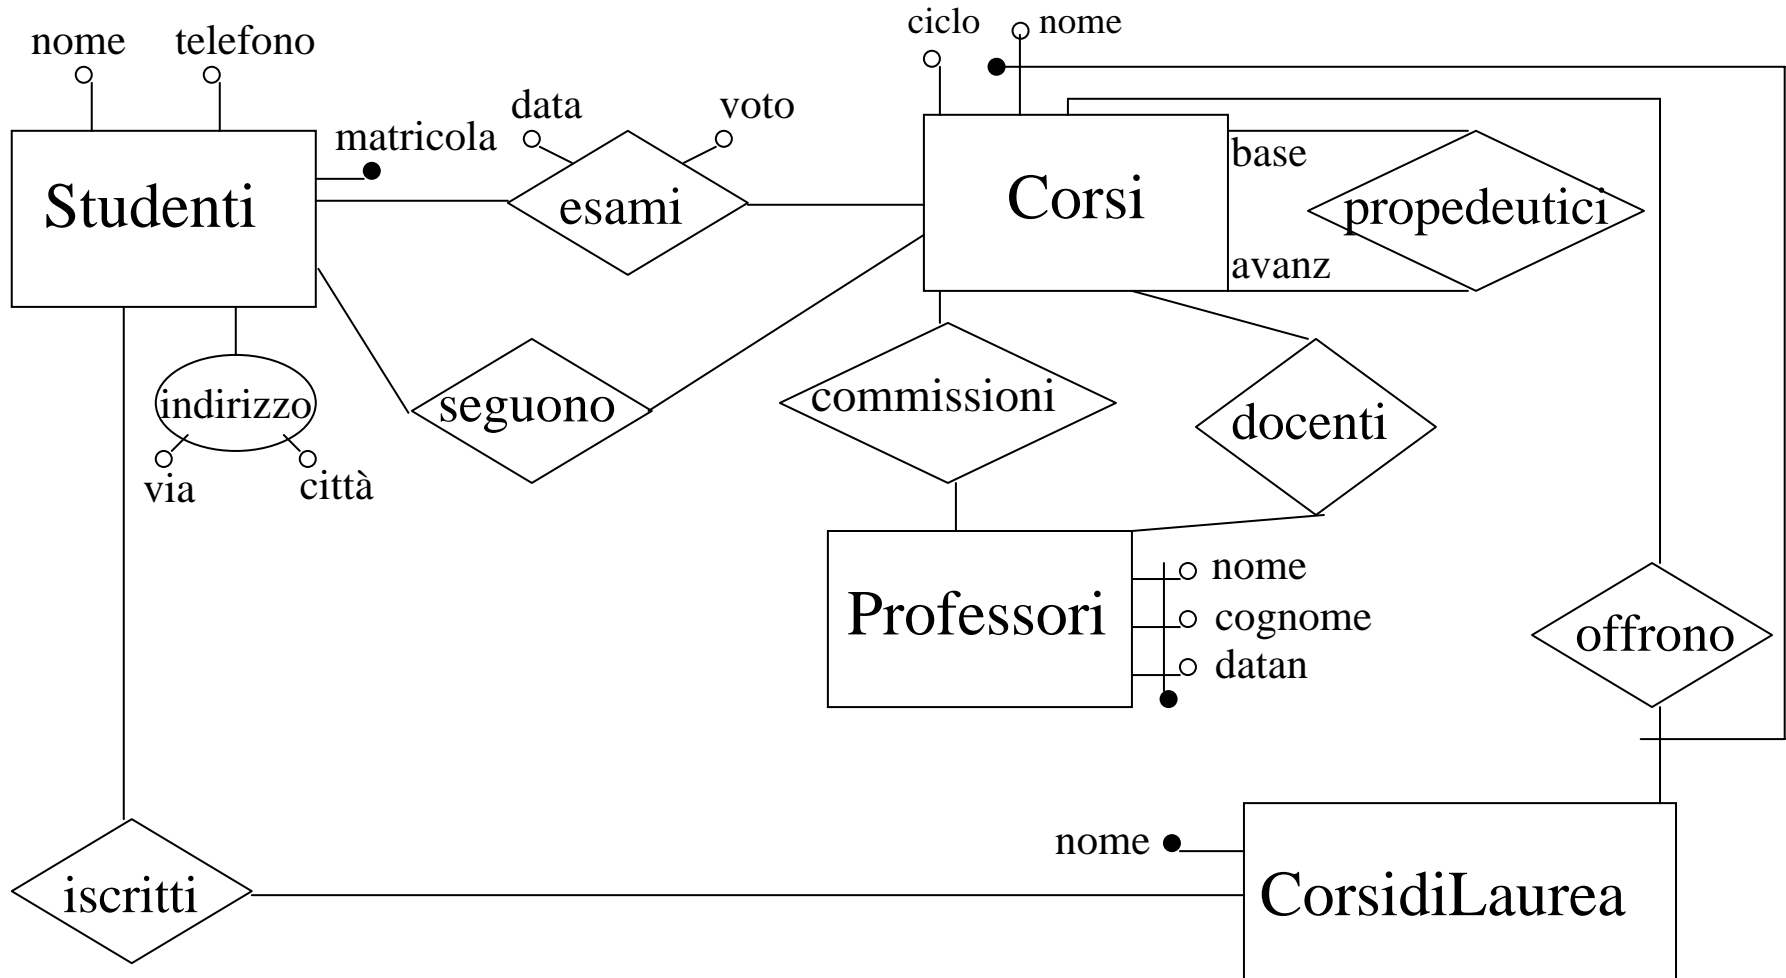 ciclo nome
nome telefono
data voto
matricola
base
Studenti esami Corsi propedeutici
avanz
indirizzo seguono commissioni docenti
via città
nome
Professori cognome offrono
datan
nome
iscritti CorsidiLaurea